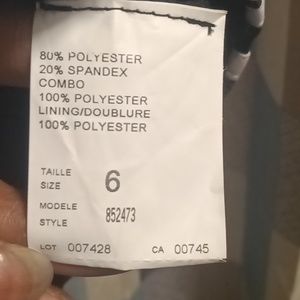 80% POLYESTER
20% SPANDEX
COMBO
100% POLYESTER
LINING/DOUBLURE
100% POLYESTER
TAILLE
SIZE 6
MODELE
STYLE 852473
LOT 007428 CA 00745